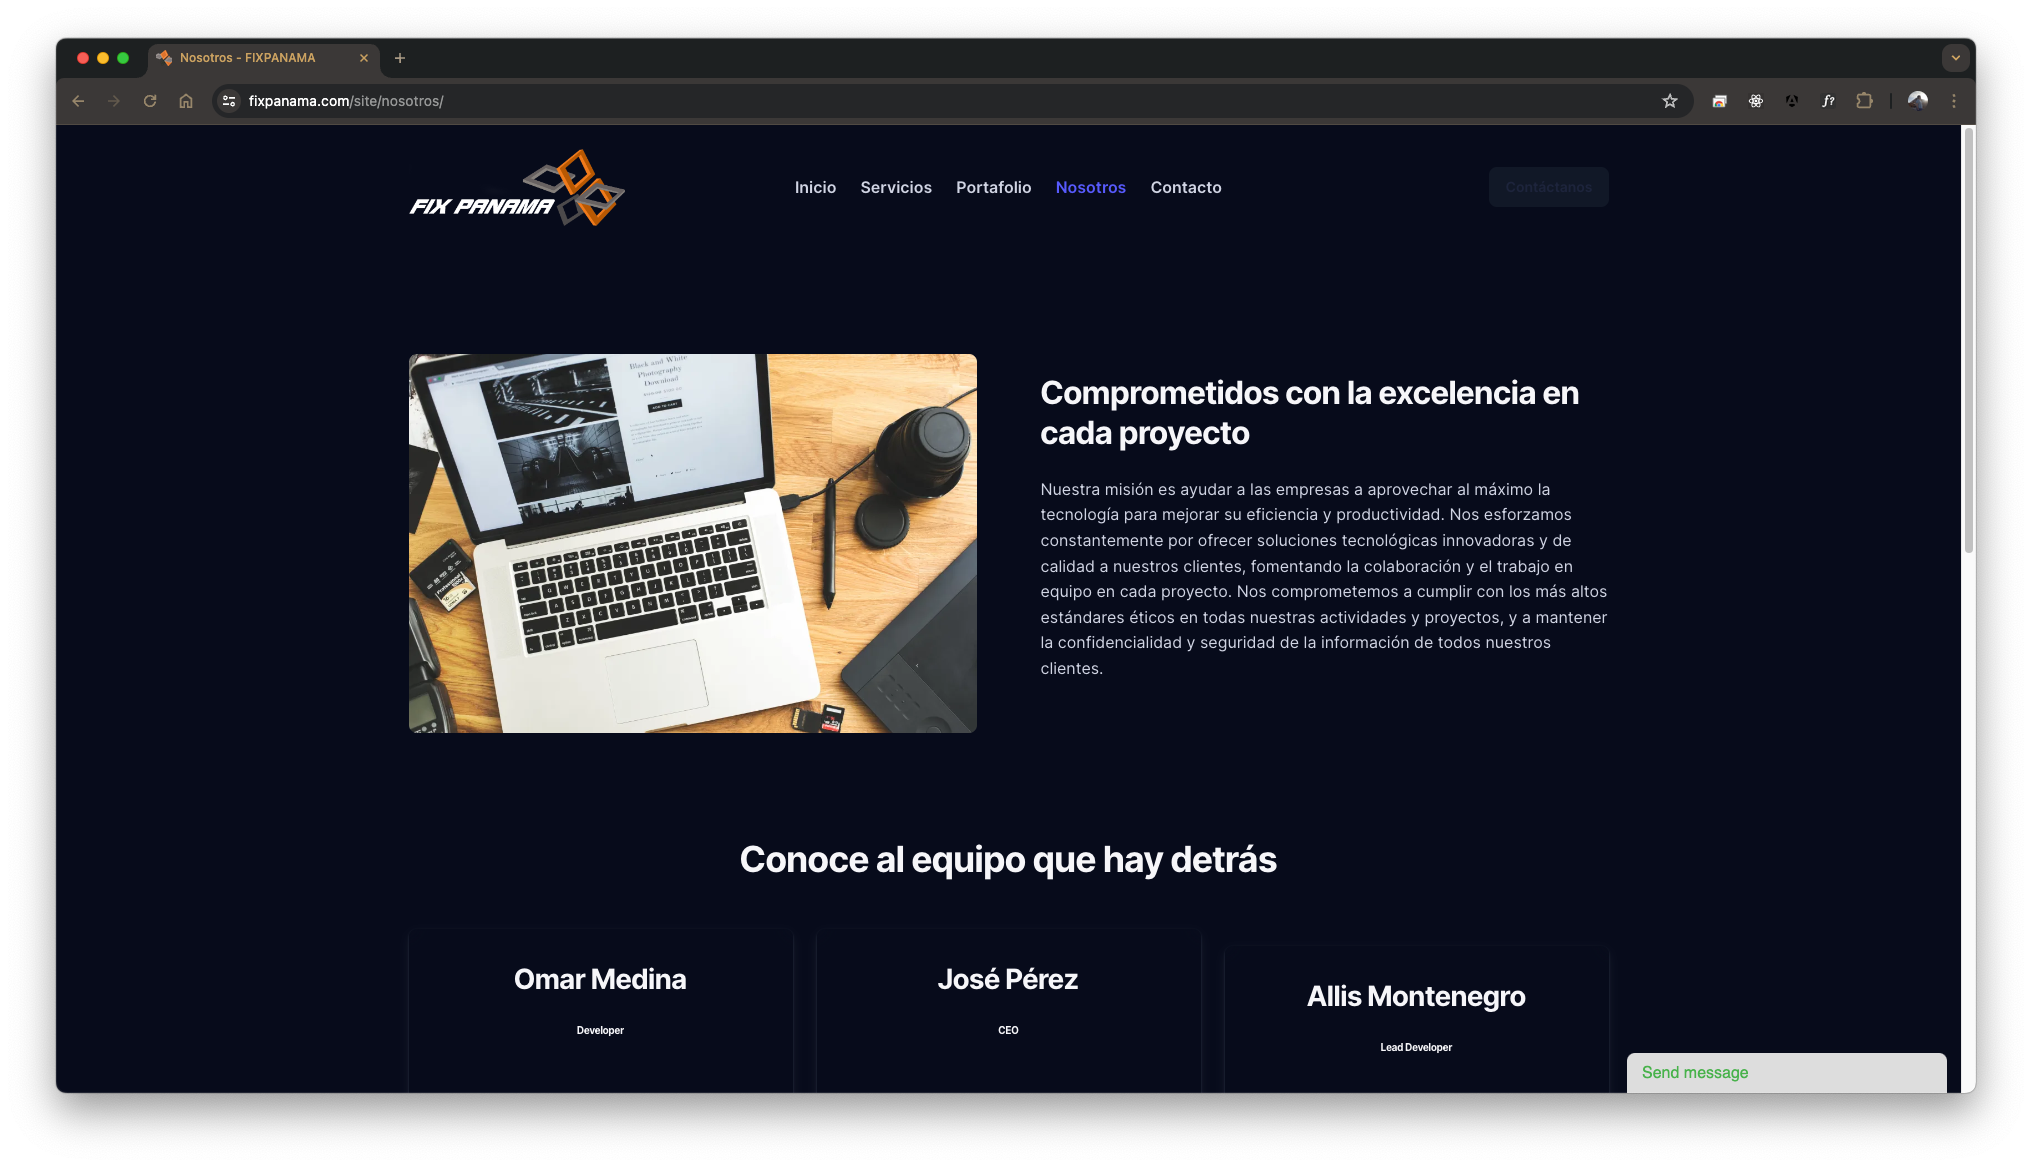 Nosotros - FIXPANAMA
fixpanama.com/site/nosotros/
f?
FIX PANAMA
Inicio
Servicios
Portafolio
Nosotros
Contacto
Contáctanos
Black and White
Photography
Download
Comprometidos con la excelencia en
cada proyecto
Nuestra misión es ayudar a las empresas a aprovechar al máximo la
tecnología para mejorar su eficiencia y productividad. Nos esforzamos
constantemente por ofrecer soluciones tecnológicas innovadoras y de
calidad a nuestros clientes, fomentando la colaboración y el trabajo en
equipo en cada proyecto. Nos comprometemos a cumplir con los más altos
estándares éticos en todas nuestras actividades y proyectos, y a mantener
la confidencialidad y seguridad de la información de todos nuestros
clientes.
Conoce al equipo que hay detrás
Omar Medina
Developer
José Pérez
CEO
Allis Montenegro
Lead Developer
Send message